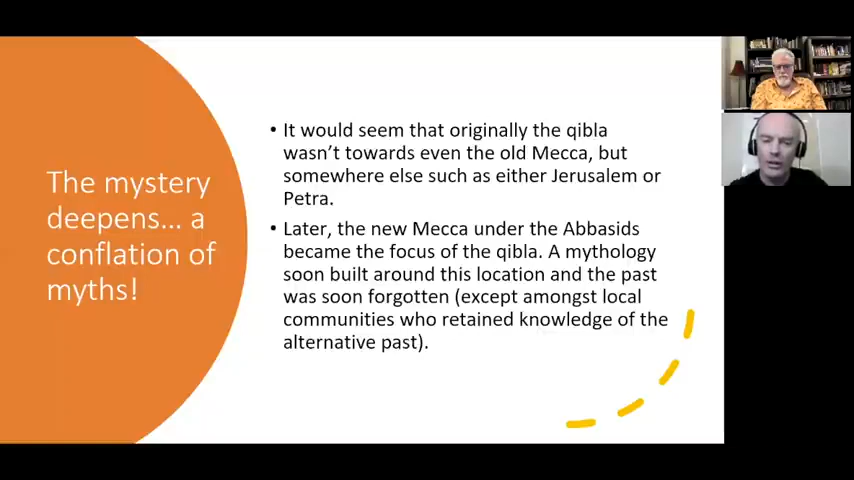 The mystery
deepens... a
conflation of
myths!
• It would seem that originally the qibla
wasn't towards even the old Mecca, but
somewhere else such as either Jerusalem or
Petra.
• Later, the new Mecca under the Abbasids
became the focus of the qibla. A mythology
soon built around this location and the past
was soon forgotten (except amongst local
communities who retained knowledge of the
alternative past).